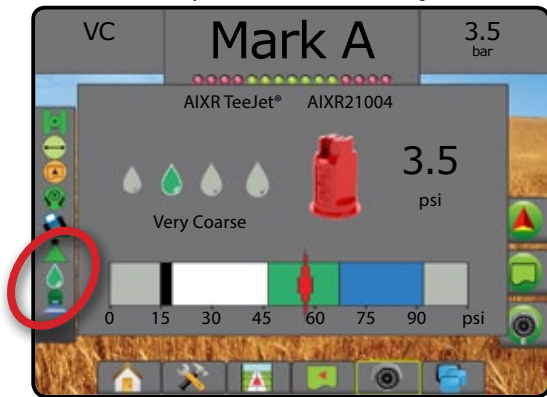 VC Mark A 3.5
bar
AIXR TeeJet® AIXR21004
3.5
psi
Very Coarse
0 15 30 45 60 75 90 psi